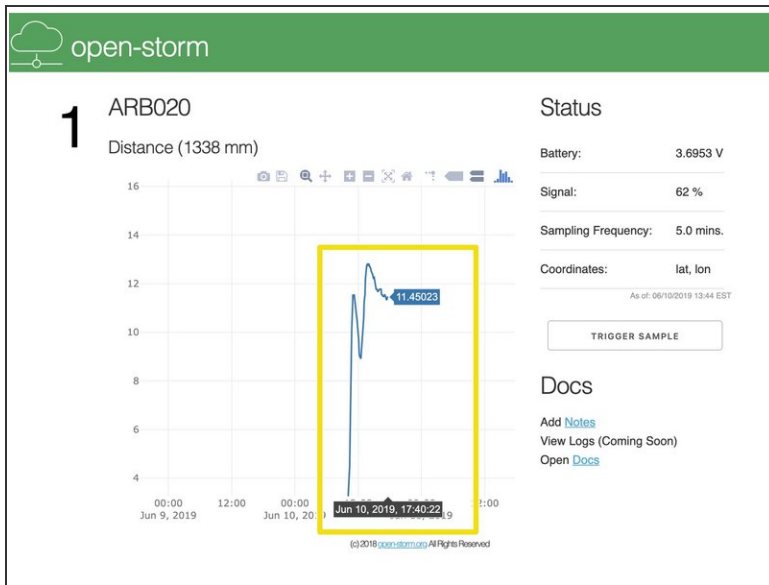 open-storm
1
ARB020
Distance (1338 mm)
16
14
12
10
8
6
4
11.45023
00:00
12:00
00:00
Jun 9, 2019
Jun 10, 2019
Jun 10, 2019, 17:40:22
(c) 2018 open-storm.org All Rights Reserved
Status
Battery: 3.6953 V
Signal: 62 %
Sampling Frequency: 5.0 mins.
Coordinates: lat, lon
As of: 06/10/2019 13:44 EST
TRIGGER SAMPLE
Docs
Add Notes
View Logs (Coming Soon)
Open Docs